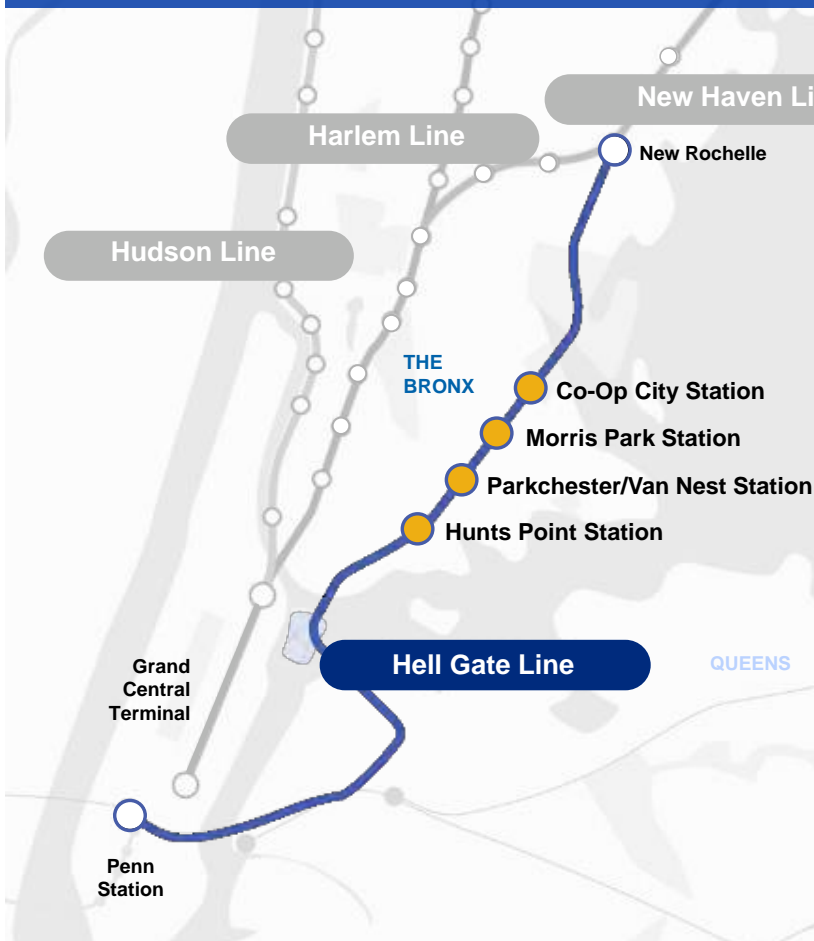 New Haven Li
Harlem Line
New Rochelle
Hudson Line
THE
BRONX
Co-Op City Station
Morris Park Station
Parkchester/Van Nest Station
Hunts Point Station
Hell Gate Line
QUEENS
Grand
Central
Terminal
Penn
Station